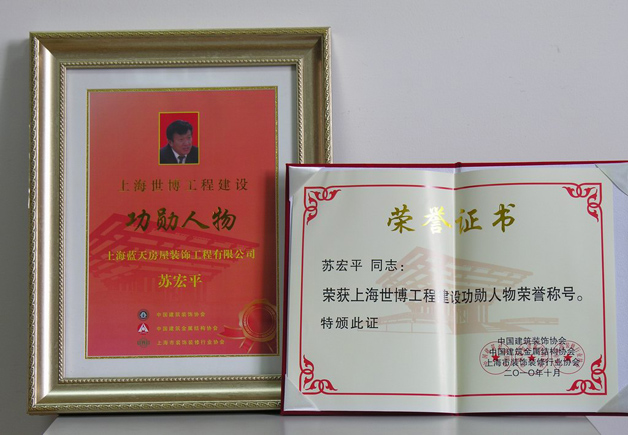 上海世博工程建设
功勋人物
上海蓝天房屋装饰工程有限公司
苏宏平
中国建筑装饰协会
中国建筑金属结构协会
上海市装饰装修行业协会
荣誉证书
苏宏平 同志：
荣获上海世博工程建设功勋人物荣誉称号。
特颁此证
中国建筑装饰协会
中国建筑金属结构协会
上海市装饰装修行业协会
二〇一〇年十月